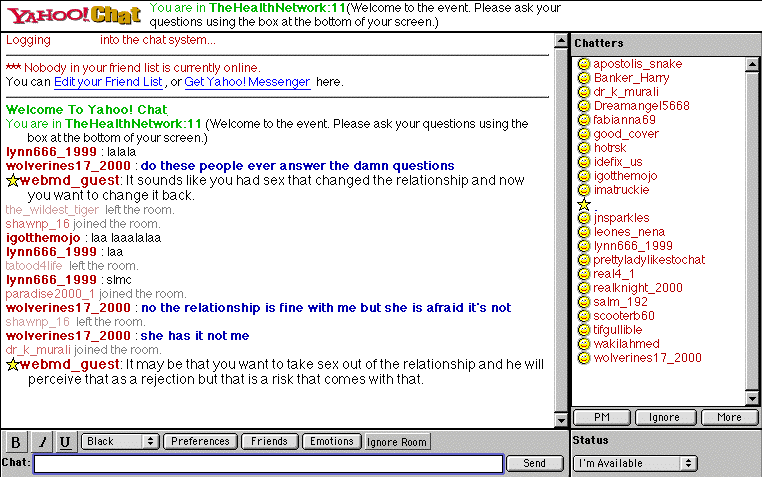 YAHOO! Chat
You are in TheHealthNetwork:11 (Welcome to the event. Please ask your
questions using the box at the bottom of your screen.)
Logging into the chat system...
*** Nobody in your friend list is currently online.
You can Edit your Friend List , or Get Yahoo! Messenger here.
Welcome To Yahoo! Chat
You are in TheHealthNetwork:11 (Welcome to the event. Please ask your questions using the
box at the bottom of your screen.)
lynn666_1999 : lalala
wolverines17_2000 : do these people ever answer the damn questions
webmd_guest: It sounds like you had sex that changed the relationship and now
you want to change it back.
the_wildest_tiger left the room.
shawnp_16 joined the room.
igotthemojo : laa laaalalaa
lynn666_1999 : laa
tatood4life left the room.
lynn666_1999 : slmc
paradise2000_1 joined the room.
wolverines17_2000 : no the relationship is fine with me but she is afraid it's not
shawnp_16 left the room.
wolverines17_2000 : she has it not me
dr_k_murali joined the room.
webmd_guest: It may be that you want to take sex out of the relationship and he will
perceive that as a rejection but that is a risk that comes with that.
Chatters
apostolis_snake
Banker_Harry
dr_k_murali
Dreamangel5668
fabianna69
good_cover
hotrsk
idefix_us
igotthemojo
imatruckie
.
jnsparkles
leones_nena
lynn666_1999
prettyladylikestochat
real4_1
realknight_2000
salm_192
scooterb60
tifgullible
wakilahmed
wolverines17_2000
PM Ignore More
B I U Black Preferences Friends Emotions Ignore Room
Chat: Send
Status
I'm Available